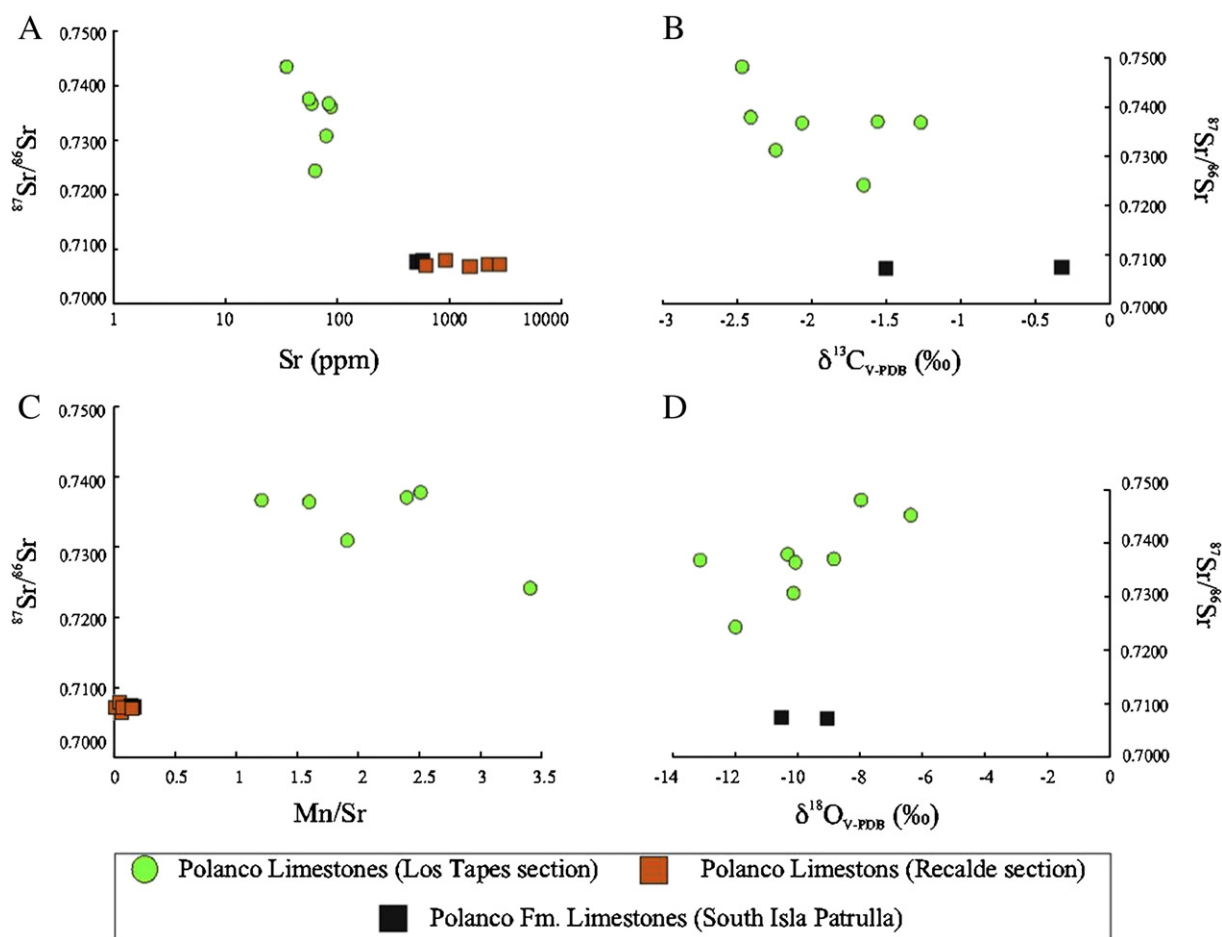 A
B
0.7500
0.7400
0.7300
0.7200
0.7100
0.7000
⁸⁷Sr/⁸⁶Sr
1 10 100 1000 10000
Sr (ppm)
0.7500
0.7400
0.7300
0.7200
0.7100
0.7000
⁸⁷Sr/⁸⁶Sr
-3 -2.5 -2 -1.5 -1 -0.5 0
δ¹³C V-PDB (‰)
C
D
0.7500
0.7400
0.7300
0.7200
0.7100
0.7000
⁸⁷Sr/⁸⁶Sr
0 0.5 1 1.5 2 2.5 3 3.5
Mn/Sr
0.7500
0.7400
0.7300
0.7200
0.7100
0.7000
⁸⁷Sr/⁸⁶Sr
-14 -12 -10 -8 -6 -4 -2 0
δ¹⁸O V-PDB (‰)
Polanco Limestones (Los Tapes section)
Polanco Limestons (Recalde section)
Polanco Fm. Limestones (South Isla Patrulla)